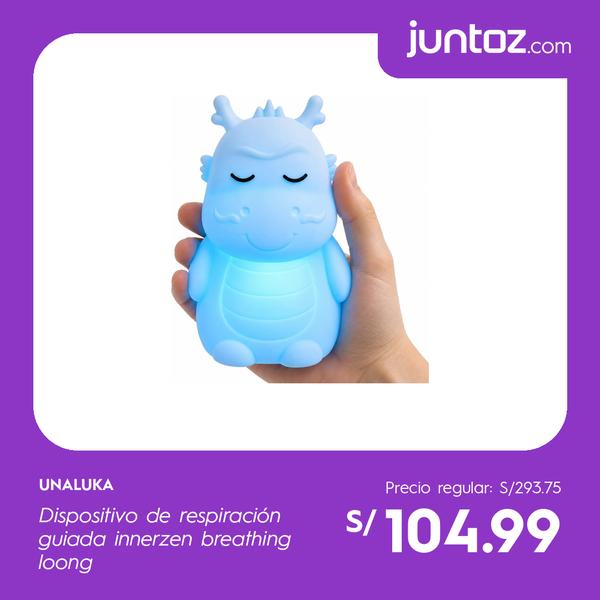 juntoz.com
UNALUKA
Dispositivo de respiración
guiada innerzen breathing
loong
Precio regular: S/293.75
S/104.99